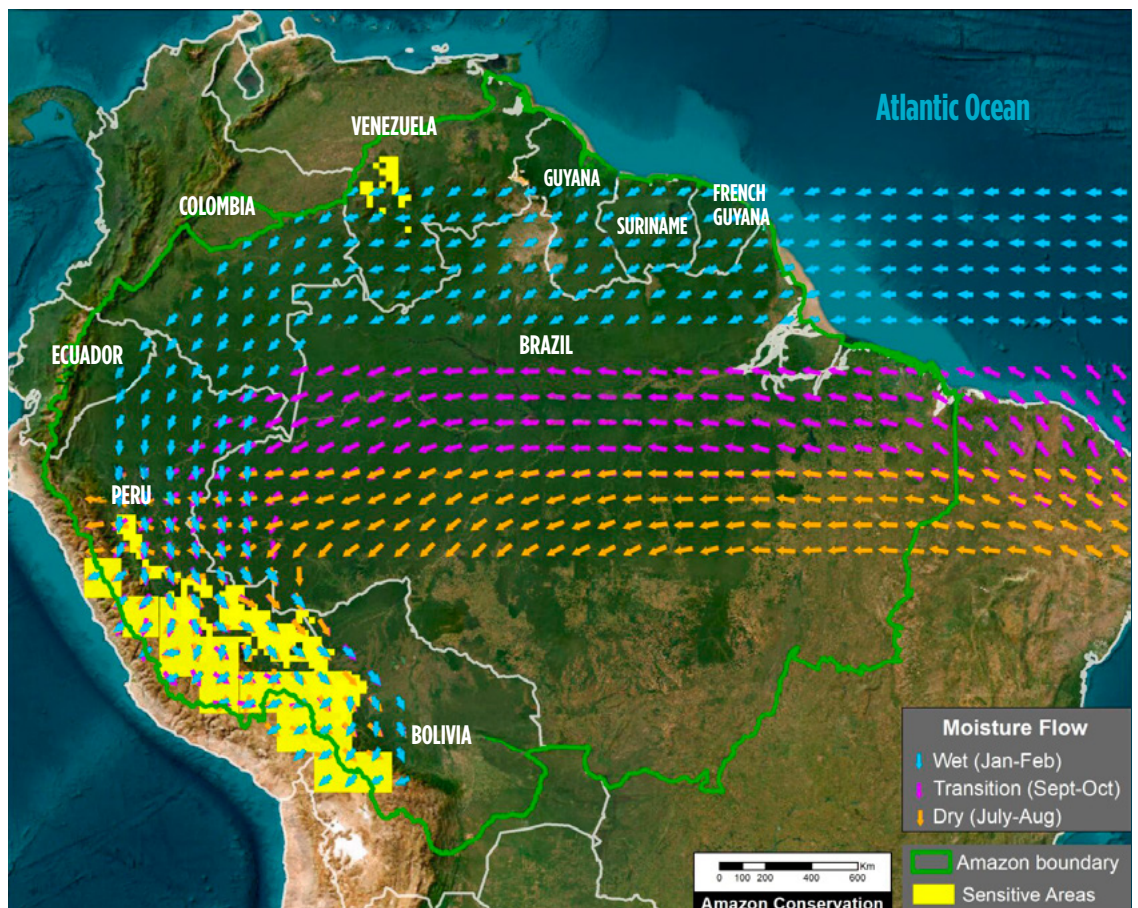 Atlantic Ocean
VENEZUELA
GUYANA
FRENCH
GUYANA
COLOMBIA
SURINAME
ECUADOR
BRAZIL
PERU
BOLIVIA
Moisture Flow
Wet (Jan-Feb)
Transition (Sept-Oct)
Dry (July-Aug)
Amazon boundary
Sensitive Areas
Km
0 100 200 400 600
Amazon Conservation